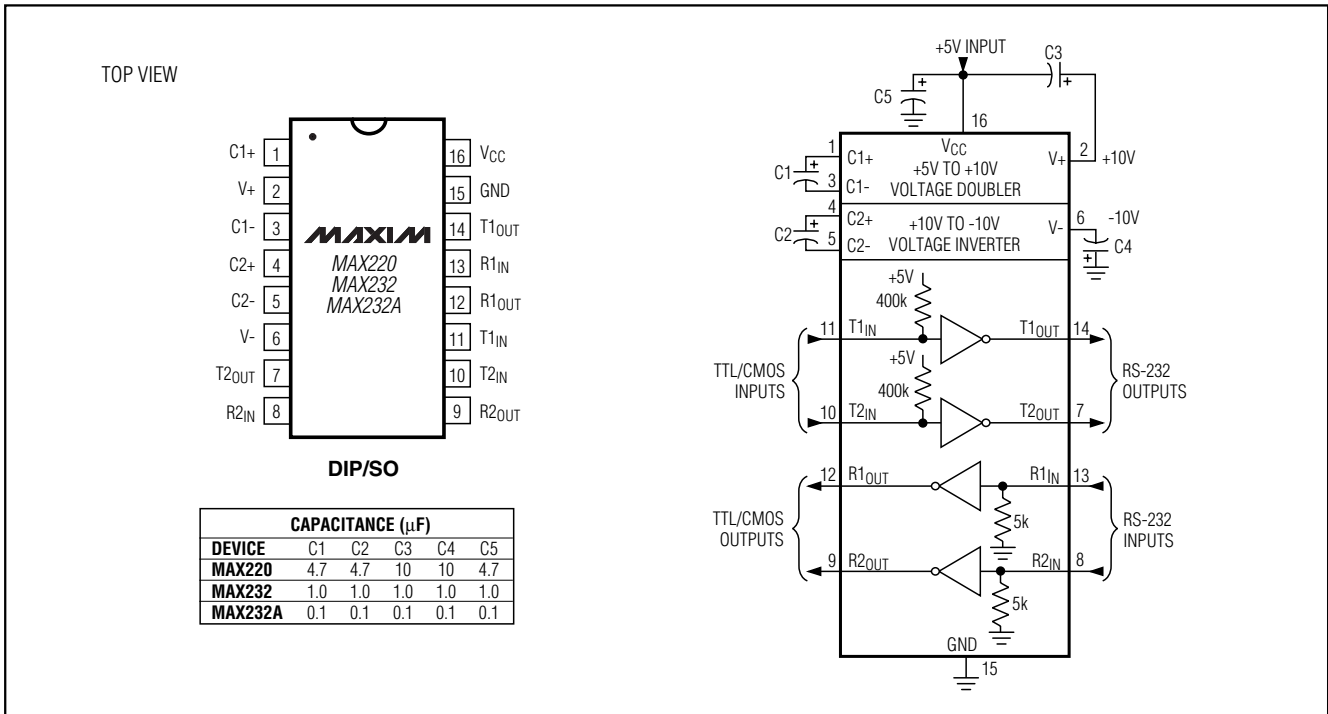 TOP VIEW
C1+ 1
V+ 2
C1- 3
C2+ 4
C2- 5
V- 6
T2OUT 7
R2IN 8
16 VCC
15 GND
14 T1OUT
13 R1IN
12 R1OUT
11 T1IN
10 T2IN
9 R2OUT
MAXIM
MAX220
MAX232
MAX232A
DIP/SO
CAPACITANCE (µF)
DEVICE C1 C2 C3 C4 C5
MAX220 4.7 4.7 10 10 4.7
MAX232 1.0 1.0 1.0 1.0 1.0
MAX232A 0.1 0.1 0.1 0.1 0.1
+5V INPUT
C3
+
C5
+
16
VCC
1
C1+
C1
+
3
C1-
+5V TO +10V
VOLTAGE DOUBLER
V+
2
+10V
4
C2+
C2
+
5
C2-
+10V TO -10V
VOLTAGE INVERTER
V-
6
-10V
C4
+
+5V
400k
11 T1IN
T1OUT 14
+5V
400k
10 T2IN
T2OUT 7
TTL/CMOS
INPUTS
RS-232
OUTPUTS
12 R1OUT
R1IN 13
5k
9 R2OUT
R2IN 8
5k
TTL/CMOS
OUTPUTS
RS-232
INPUTS
GND
15